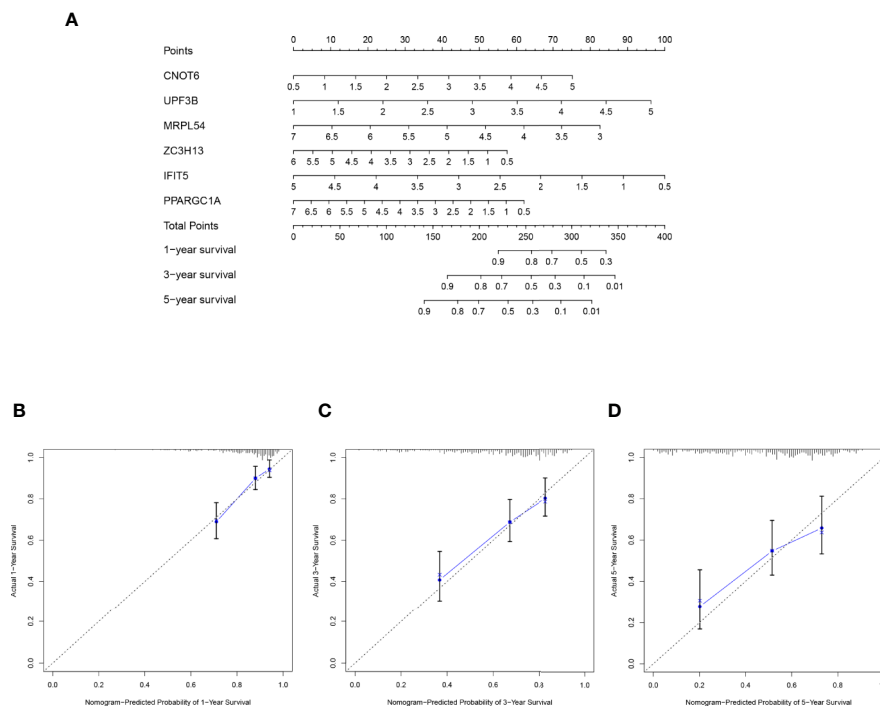 A
Points 0 10 20 30 40 50 60 70 80 90 100
CNOT6
0.5 1 1.5 2 2.5 3 3.5 4 4.5 5
UPF3B
1 1.5 2 2.5 3 3.5 4 4.5 5
MRPL54
7 6.5 6 5.5 5 4.5 4 3.5 3
ZC3H13
6 5.5 5 4.5 4 3.5 3 2.5 2 1.5 1 0.5
IFIT5
5 4.5 4 3.5 3 2.5 2 1.5 1 0.5
PPARGC1A
7 6.5 6 5.5 5 4.5 4 3.5 3 2.5 2 1.5 1 0.5
Total Points
0 50 100 150 200 250 300 350 400
1−year survival
0.9 0.8 0.7 0.5 0.3
3−year survival
0.9 0.8 0.7 0.5 0.3 0.1 0.01
5−year survival
0.9 0.8 0.7 0.5 0.3 0.1 0.01
B
Actual 1−Year Survival
1.0
0.8
0.6
0.4
0.2
0.0
0.0 0.2 0.4 0.6 0.8 1.0
Nomogram−Predicted Probability of 1−Year Survival
C
Actual 3−Year Survival
1.0
0.8
0.6
0.4
0.2
0.0
0.0 0.2 0.4 0.6 0.8 1.0
Nomogram−Predicted Probability of 3−Year Survival
D
Actual 5−Year Survival
1.0
0.8
0.6
0.4
0.2
0.0
0.0 0.2 0.4 0.6 0.8
Nomogram−Predicted Probability of 5−Year Survival